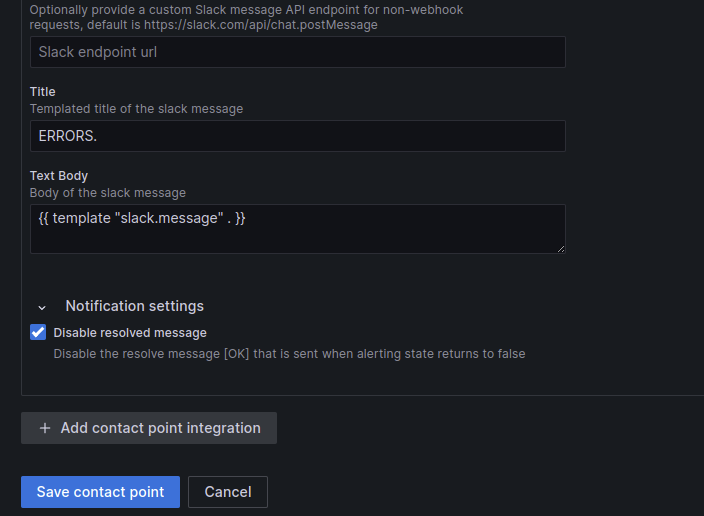 Optionally provide a custom Slack message API endpoint for non-webhook
requests, default is https://slack.com/api/chat.postMessage
Slack endpoint url
Title
Templated title of the slack message
ERRORS.
Text Body
Body of the slack message
{{ template "slack.message" . }}
Notification settings
Disable resolved message
Disable the resolve message [OK] that is sent when alerting state returns to false
+ Add contact point integration
Save contact point
Cancel